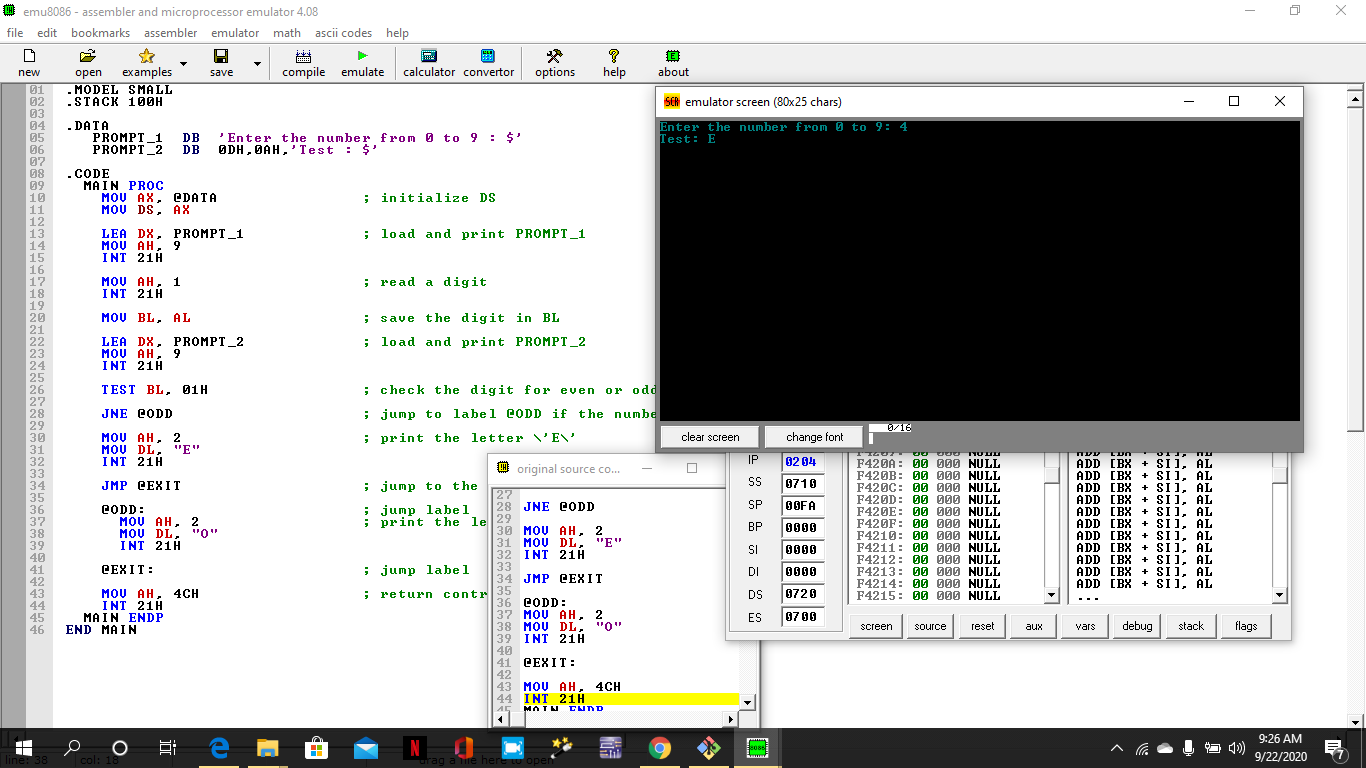 emu8086 - assembler and microprocessor emulator 4.08
file edit bookmarks assembler emulator math ascii codes help
new open examples save compile emulate calculator convertor options help about
01 .MODEL SMALL
02 .STACK 100H
03
04 .DATA
05 PROMPT_1 DB 'Enter the number from 0 to 9 : $'
06 PROMPT_2 DB 0DH,0AH,'Test : $'
07
08 .CODE
09 MAIN PROC
10 MOV AX, @DATA ; initialize DS
11 MOV DS, AX
12
13 LEA DX, PROMPT_1 ; load and print PROMPT_1
14 MOV AH, 9
15 INT 21H
16
17 MOV AH, 1 ; read a digit
18 INT 21H
19
20 MOV BL, AL ; save the digit in BL
21
22 LEA DX, PROMPT_2 ; load and print PROMPT_2
23 MOV AH, 9
24 INT 21H
25
26 TEST BL, 01H ; check the digit for even or odd
27
28 JNE @ODD ; jump to label @ODD if the numbe
29
30 MOV AH, 2 ; print the letter \'E\'
31 MOV DL, "E"
32 INT 21H
33
34 JMP @EXIT ; jump to the
35
36 @ODD: ; jump label
37 MOV AH, 2 ; print the le
38 MOV DL, "O"
39 INT 21H
40
41 @EXIT: ; jump label
42
43 MOV AH, 4CH ; return contr
44 INT 21H
45 MAIN ENDP
46 END MAIN
emulator screen (80x25 chars)
Enter the number from 0 to 9: 4
Test: E
clear screen change font 0/16
original source co...
27
28 JNE @ODD
29
30 MOV AH, 2
31 MOV DL, "E"
32 INT 21H
33
34 JMP @EXIT
35
36 @ODD:
37 MOV AH, 2
38 MOV DL, "O"
39 INT 21H
40
41 @EXIT:
42
43 MOV AH, 4CH
44 INT 21H
45 MAIN ENDP
IP 0204
SS 0710
SP 00FA
BP 0000
SI 0000
DI 0000
DS 0720
ES 0700
F4209: 00 000 NULL ADD [BX + SI], AL
F420A: 00 000 NULL ADD [BX + SI], AL
F420B: 00 000 NULL ADD [BX + SI], AL
F420C: 00 000 NULL ADD [BX + SI], AL
F420D: 00 000 NULL ADD [BX + SI], AL
F420E: 00 000 NULL ADD [BX + SI], AL
F420F: 00 000 NULL ADD [BX + SI], AL
F4210: 00 000 NULL ADD [BX + SI], AL
F4211: 00 000 NULL ADD [BX + SI], AL
F4212: 00 000 NULL ADD [BX + SI], AL
F4213: 00 000 NULL ADD [BX + SI], AL
F4214: 00 000 NULL ADD [BX + SI], AL
F4215: 00 000 NULL ...
screen source reset aux vars debug stack flags
line: 38 col: 18 drag a file here to open
9:26 AM
9/22/2020
7